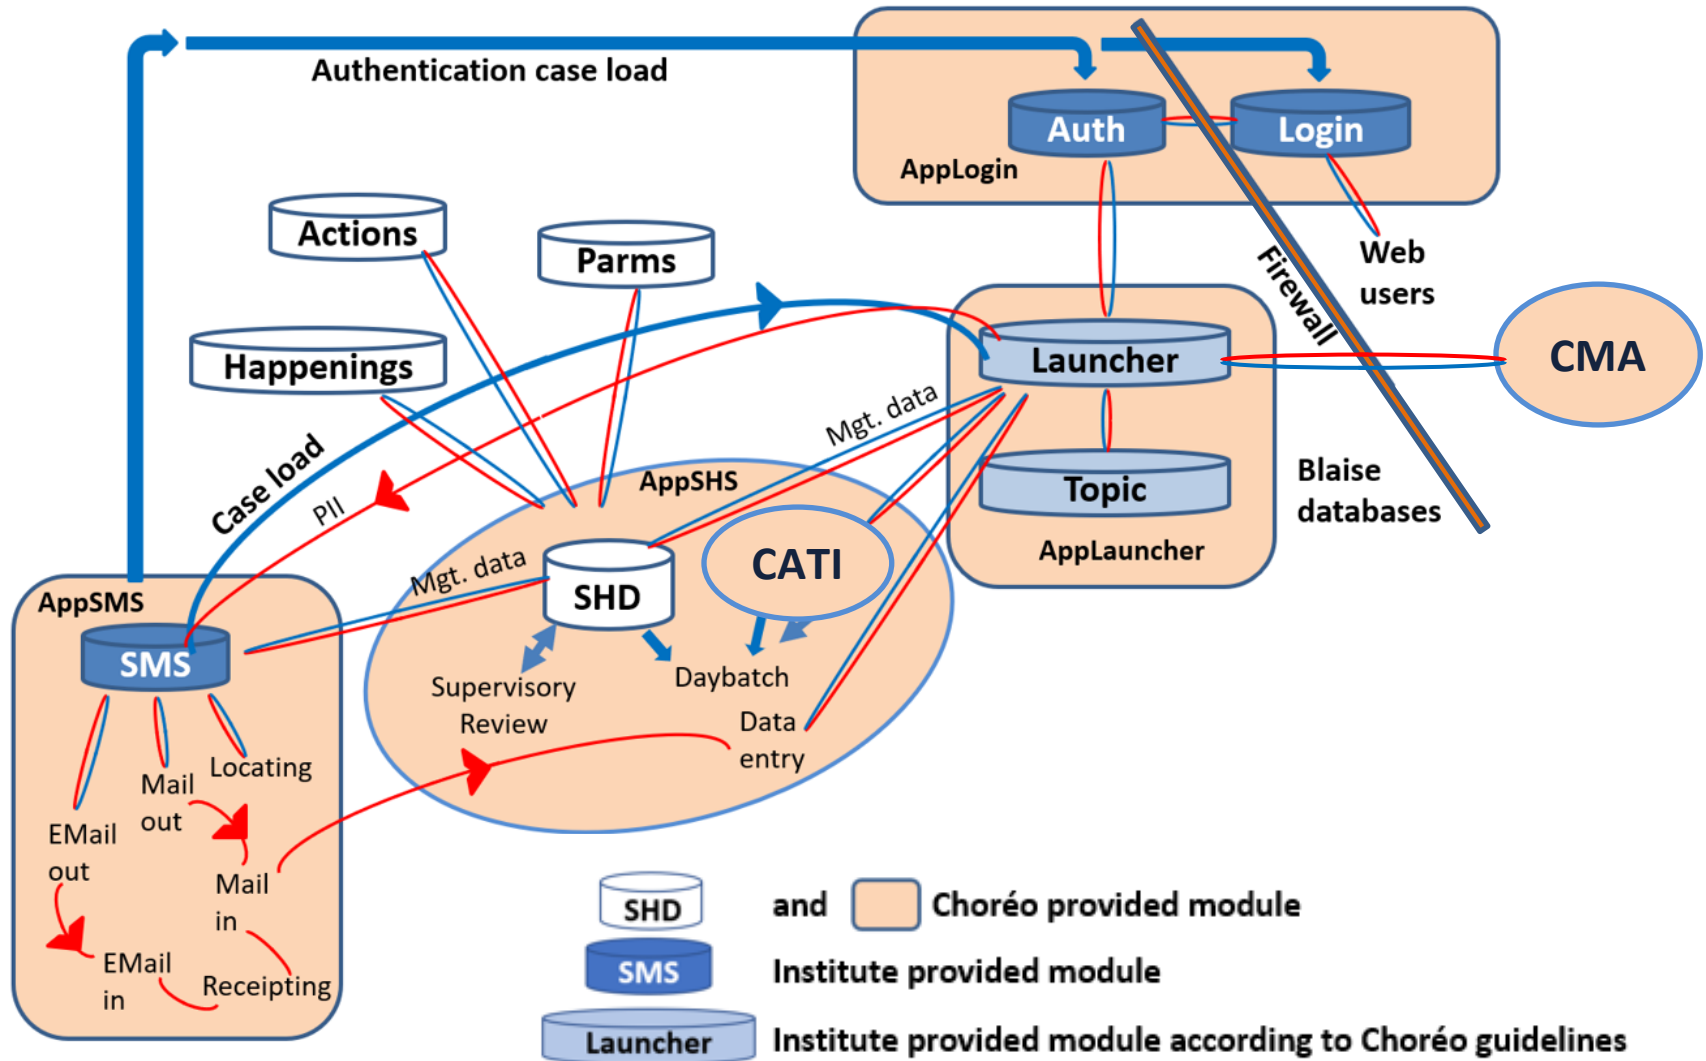 Authentication case load
Auth
Login
AppLogin
Actions
Parms
Web
users
Firewall
Happenings
Launcher
CMA
Mgt. data
Case load
PII
AppSHS
Topic
Blaise
databases
AppLauncher
CATI
Mgt. data
SHD
AppSMS
SMS
Supervisory
Review
Daybatch
Data
entry
Locating
Mail
out
EMail
out
Mail
in
EMail
in
Receipting
SHD
and
Choréo provided module
SMS
Institute provided module
Launcher
Institute provided module according to Choréo guidelines